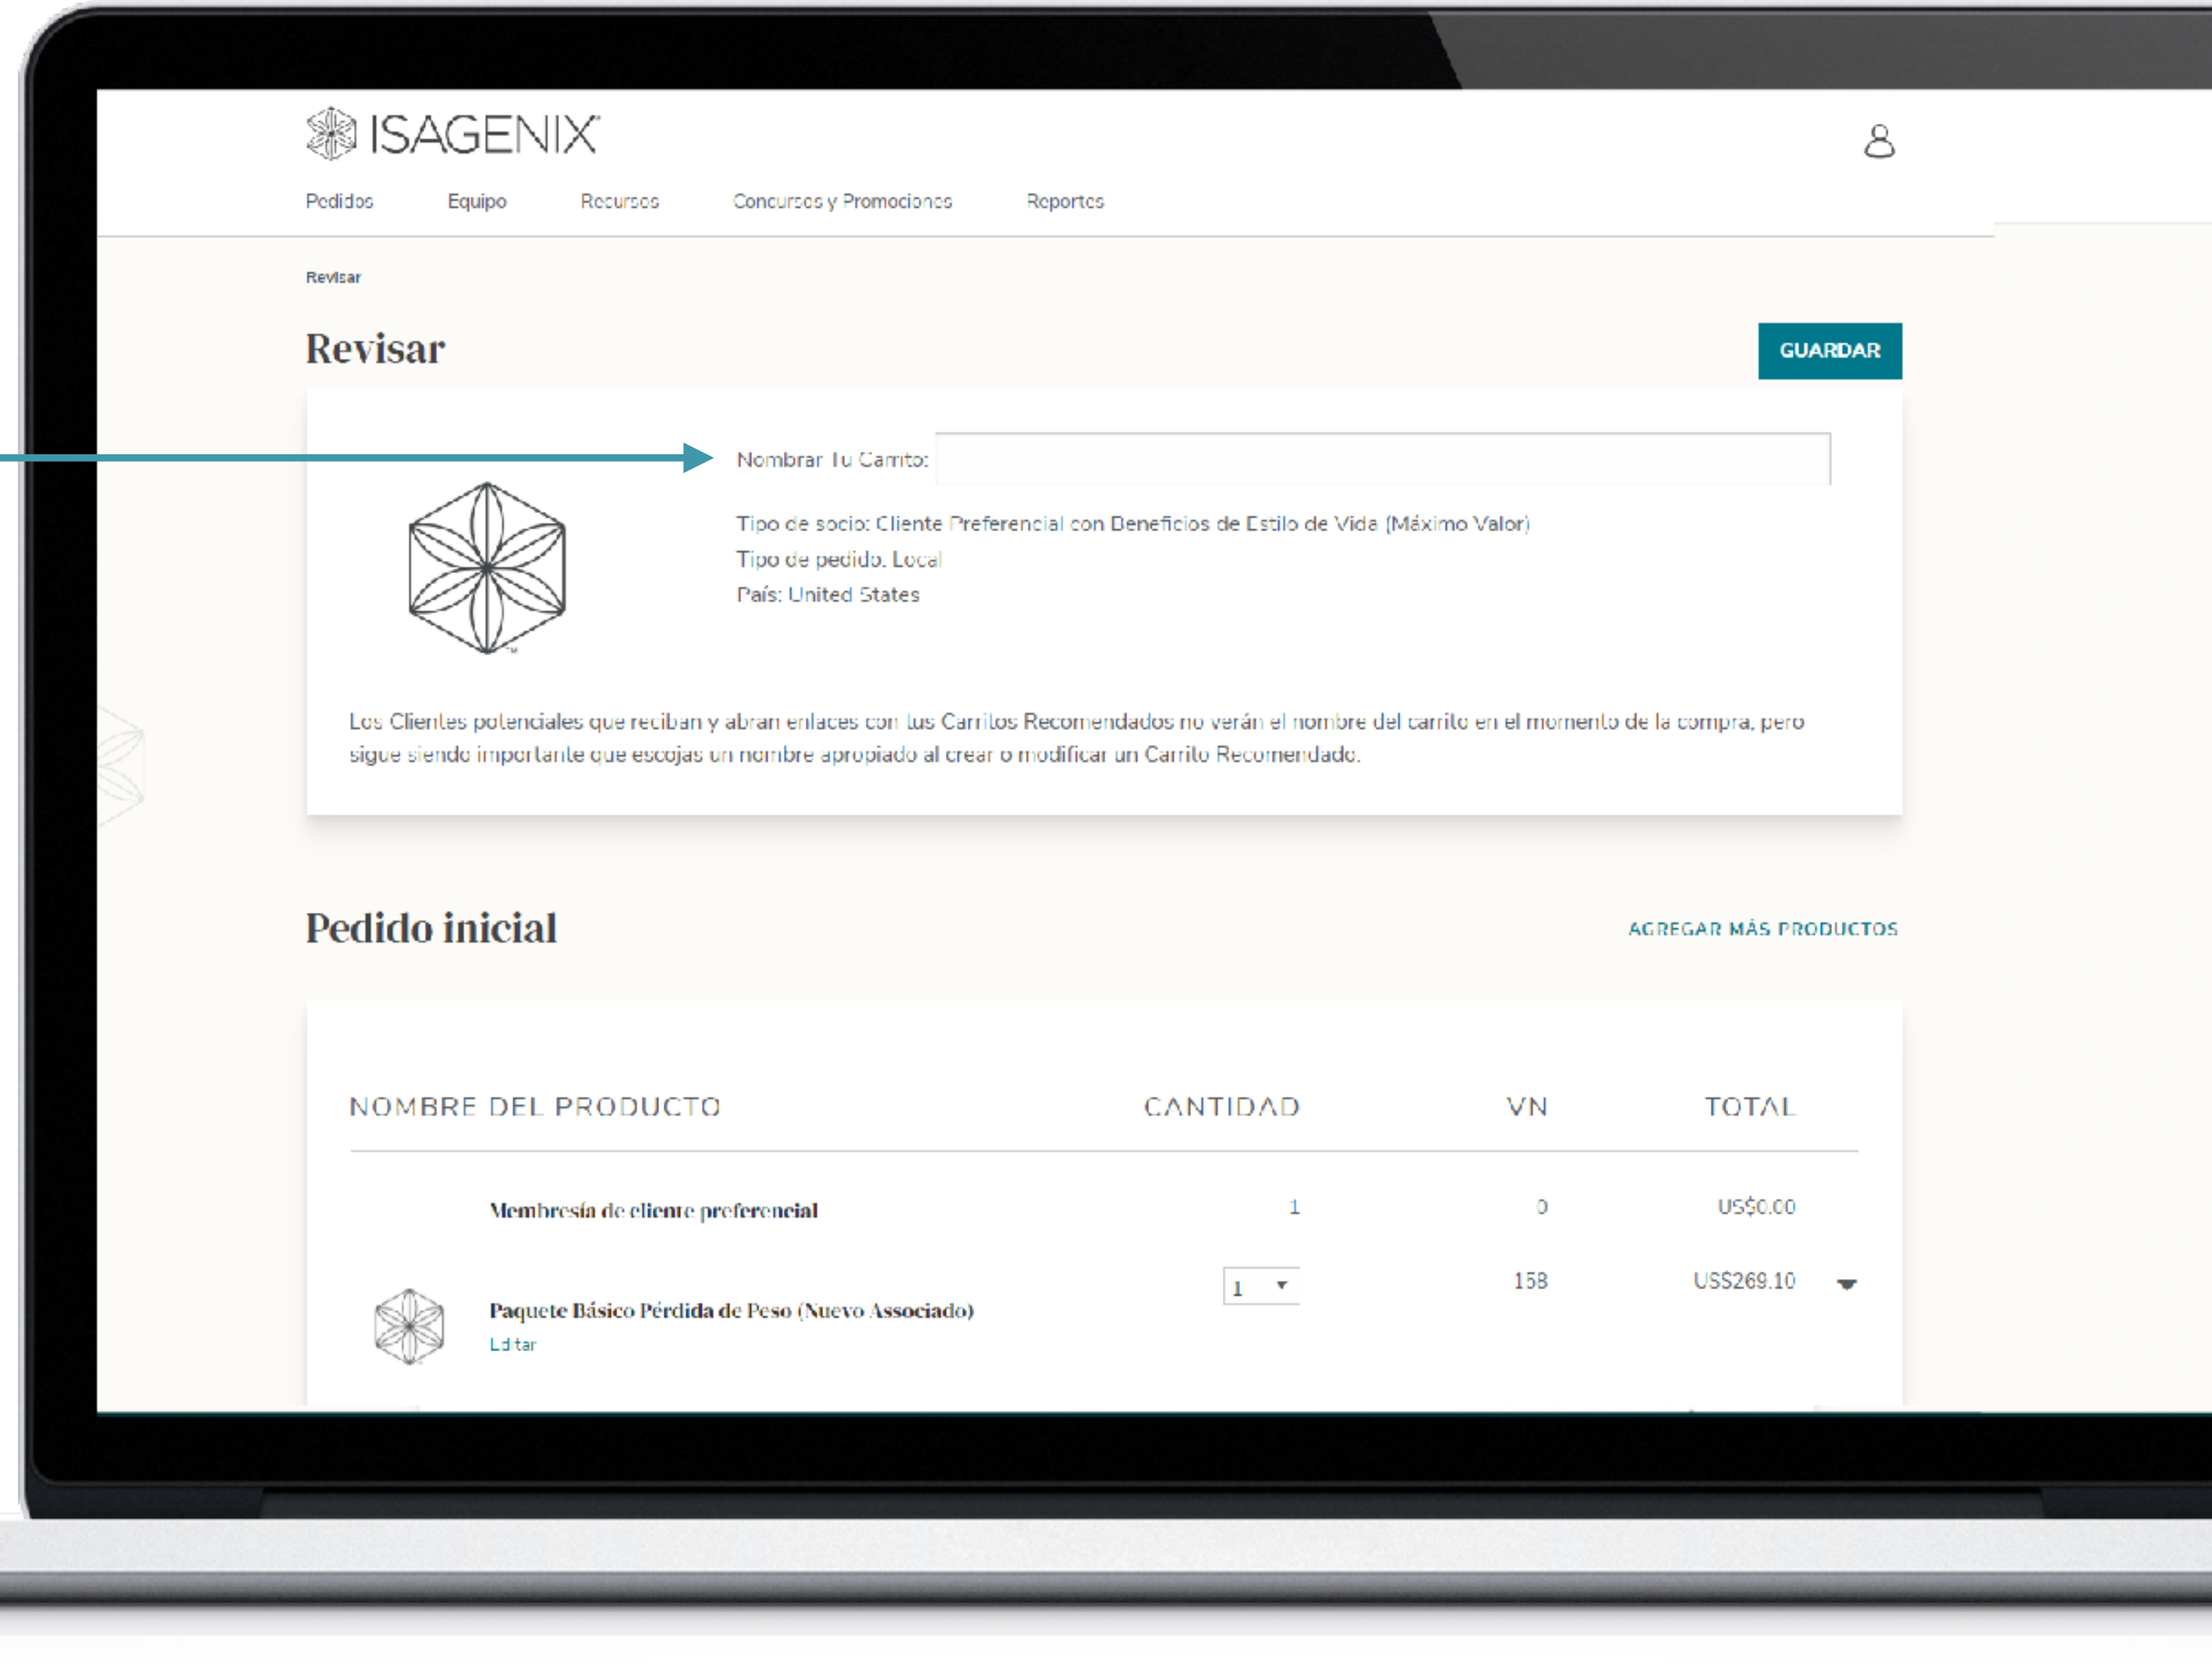 ISAGENIX
Pedidos Equipo Recursos Concursos y Promociones Reportes
Revisar
Revisar
GUARDAR
Nombrar Tu Carrito:
Tipo de socio: Cliente Preferencial con Beneficios de Estilo de Vida (Máximo Valor)
Tipo de pedido: Local
País: United States
TM
Los Clientes potenciales que reciban y abran enlaces con tus Carritos Recomendados no verán el nombre del carrito en el momento de la compra, pero
sigue siendo importante que escojas un nombre apropiado al crear o modificar un Carrito Recomendado.
Pedido inicial
AGREGAR MÁS PRODUCTOS
NOMBRE DEL PRODUCTO CANTIDAD VN TOTAL
Membresía de cliente preferencial 1 0 US$0.00
1 158 US$269.10
Paquete Básico Pérdida de Peso (Nuevo Associado)
Editar